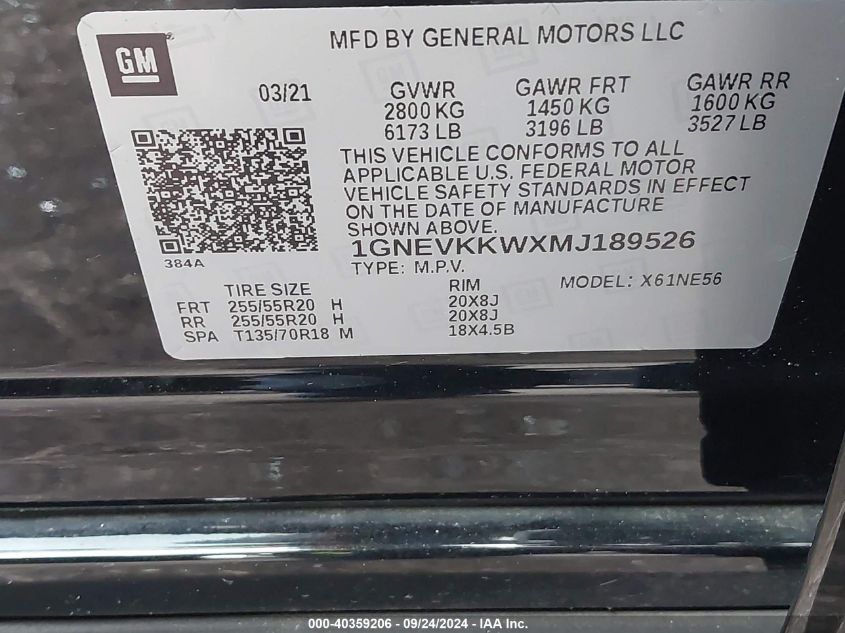 GM
MFD BY GENERAL MOTORS LLC
03/21
GVWR GAWR FRT GAWR RR
2800 KG 1450 KG 1600 KG
6173 LB 3196 LB 3527 LB
THIS VEHICLE CONFORMS TO ALL
APPLICABLE U.S. FEDERAL MOTOR
VEHICLE SAFETY STANDARDS IN EFFECT
ON THE DATE OF MANUFACTURE
SHOWN ABOVE.
1GNEVKKWXMJ189526
384A
TYPE: M.P.V.
TIRE SIZE RIM MODEL: X61NE56
FRT 255/55R20 H 20X8J
RR 255/55R20 H 20X8J
SPA T135/70R18 M 18X4.5B
000-40359206 - 09/24/2024 - IAA Inc.